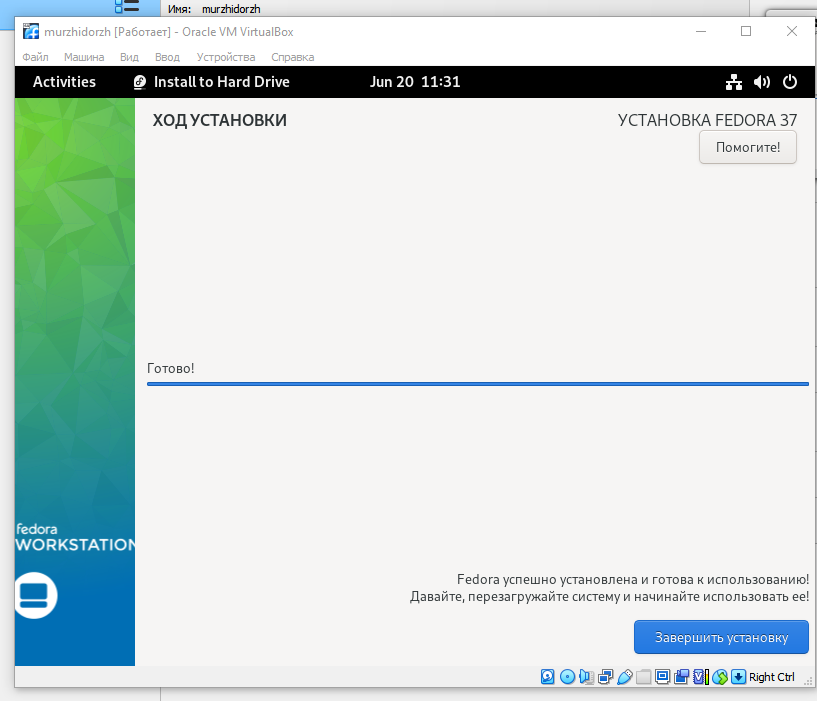 Имя: murzhidorzh
murzhidorzh [Работает] - Oracle VM VirtualBox
Файл Машина Вид Ввод Устройства Справка
Activities Install to Hard Drive Jun 20 11:31
ХОД УСТАНОВКИ УСТАНОВКА FEDORA 37
Помогите!
Готово!
fedora
WORKSTATION
Fedora успешно установлена и готова к использованию!
Давайте, перезагружайте систему и начинайте использовать ее!
Завершить установку
Right Ctrl